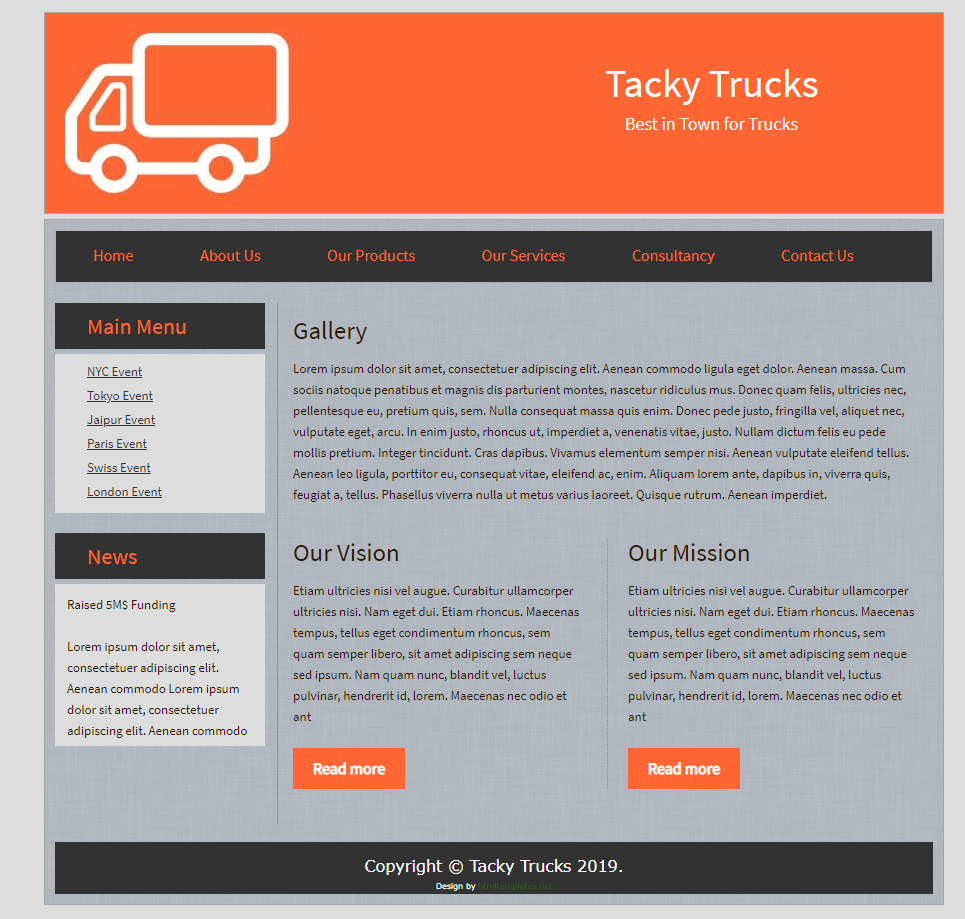 Tacky Trucks
Best in Town for Trucks
Home About Us Our Products Our Services Consultancy Contact Us
Main Menu
NYC Event
Tokyo Event
Jaipur Event
Paris Event
Swiss Event
London Event
News
Raised 5M$ Funding
Lorem ipsum dolor sit amet,
consectetuer adipiscing elit.
Aenean commodo Lorem ipsum
dolor sit amet, consectetuer
adipiscing elit. Aenean commodo
Gallery
Lorem ipsum dolor sit amet, consectetuer adipiscing elit. Aenean commodo ligula eget dolor. Aenean massa. Cum
sociis natoque penatibus et magnis dis parturient montes, nascetur ridiculus mus. Donec quam felis, ultricies nec,
pellentesque eu, pretium quis, sem. Nulla consequat massa quis enim. Donec pede justo, fringilla vel, aliquet nec,
vulputate eget, arcu. In enim justo, rhoncus ut, imperdiet a, venenatis vitae, justo. Nullam dictum felis eu pede
mollis pretium. Integer tincidunt. Cras dapibus. Vivamus elementum semper nisi. Aenean vulputate eleifend tellus.
Aenean leo ligula, porttitor eu, consequat vitae, eleifend ac, enim. Aliquam lorem ante, dapibus in, viverra quis,
feugiat a, tellus. Phasellus viverra nulla ut metus varius laoreet. Quisque rutrum. Aenean imperdiet.
Our Vision
Etiam ultricies nisi vel augue. Curabitur ullamcorper
ultricies nisi. Nam eget dui. Etiam rhoncus. Maecenas
tempus, tellus eget condimentum rhoncus, sem
quam semper libero, sit amet adipiscing sem neque
sed ipsum. Nam quam nunc, blandit vel, luctus
pulvinar, hendrerit id, lorem. Maecenas nec odio et
ant
Read more
Our Mission
Etiam ultricies nisi vel augue. Curabitur ullamcorper
ultricies nisi. Nam eget dui. Etiam rhoncus. Maecenas
tempus, tellus eget condimentum rhoncus, sem
quam semper libero, sit amet adipiscing sem neque
sed ipsum. Nam quam nunc, blandit vel, luctus
pulvinar, hendrerit id, lorem. Maecenas nec odio et
ant
Read more
Copyright © Tacky Trucks 2019.
Design by htmltemplates.net